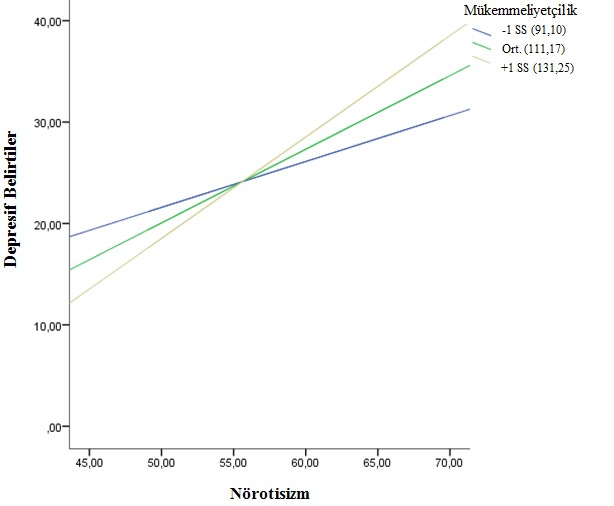 Mükemmeliyetçilik
-1 SS (91,10)
Ort. (111,17)
+1 SS (131,25)
Depresif Belirtiler
40,00
30,00
20,00
10,00
,00
45,00 50,00 55,00 60,00 65,00 70,00
Nörotisizm